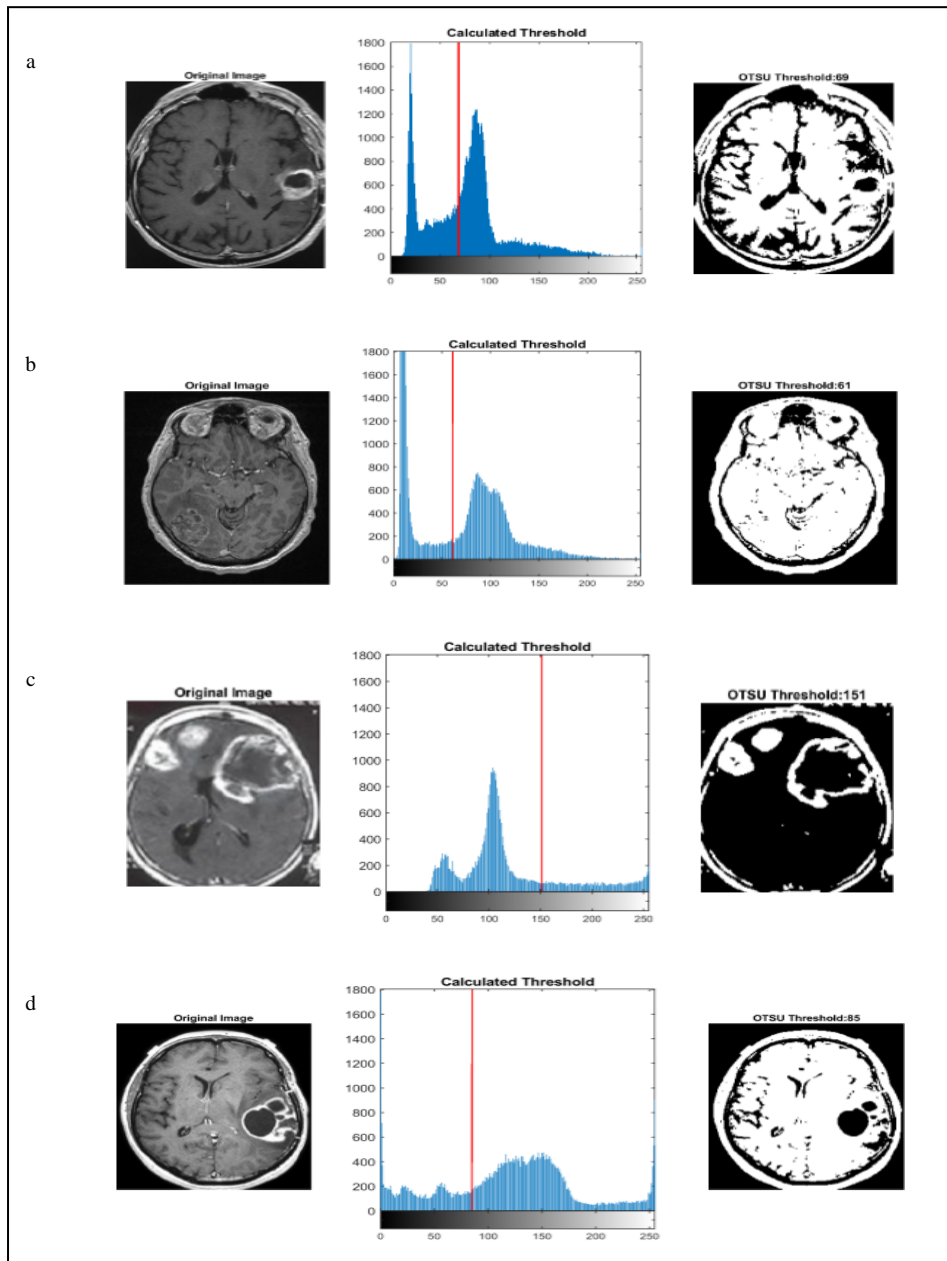 a
Original Image
Calculated Threshold
1800
1600
1400
1200
1000
800
600
400
200
0
0 50 100 150 200 250
OTSU Threshold:69
b
Original Image
Calculated Threshold
1800
1600
1400
1200
1000
800
600
400
200
0
0 50 100 150 200 250
OTSU Threshold:61
c
Original Image
Calculated Threshold
1800
1600
1400
1200
1000
800
600
400
200
0
0 50 100 150 200 250
OTSU Threshold:151
d
Original Image
Calculated Threshold
1800
1600
1400
1200
1000
800
600
400
200
0
0 50 100 150 200 250
OTSU Threshold:85